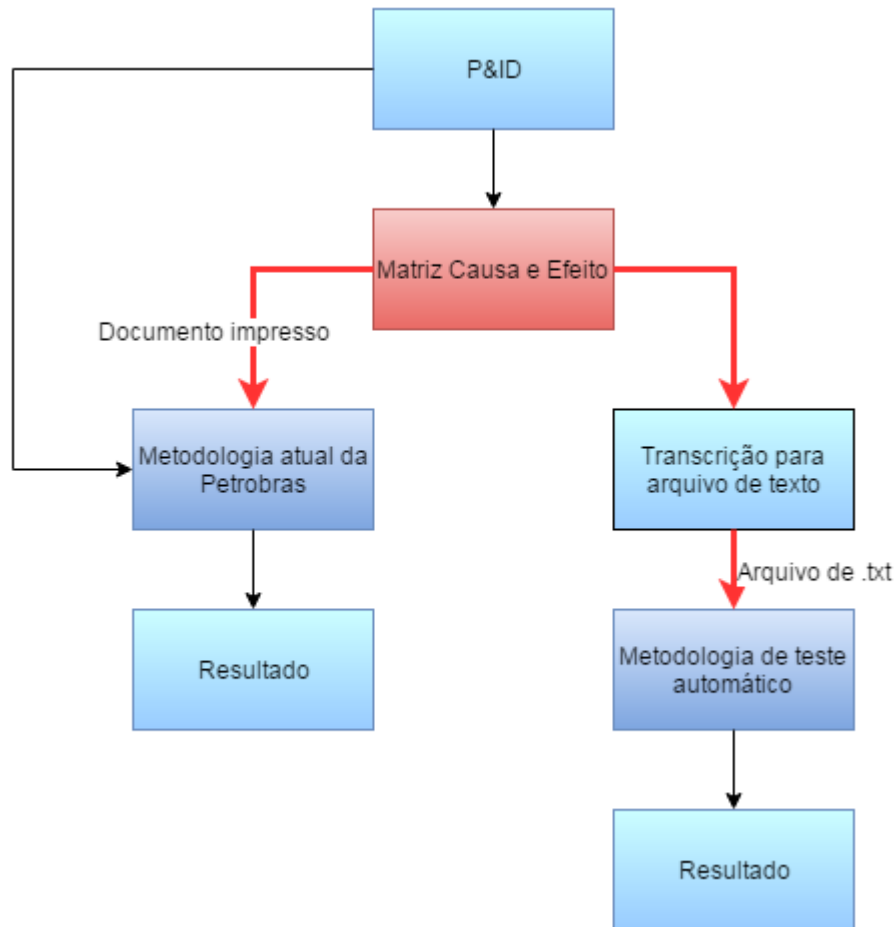 P&ID
Matriz Causa e Efeito
Documento impresso
Metodologia atual da
Petrobras
Transcrição para
arquivo de texto
Arquivo de .txt
Resultado
Metodologia de teste
automático
Resultado